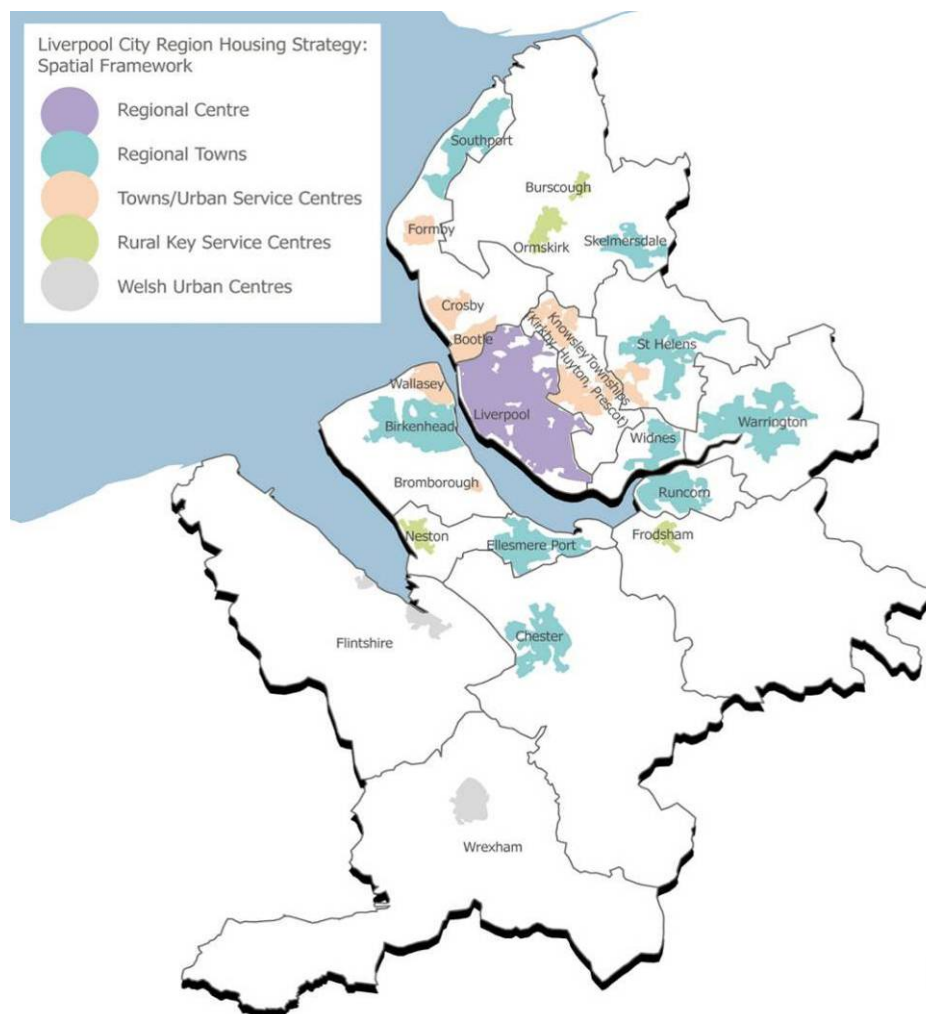 Liverpool City Region Housing Strategy:
Spatial Framework
Regional Centre
Regional Towns
Towns/Urban Service Centres
Rural Key Service Centres
Welsh Urban Centres
Southport
Burscough
Formby
Ormskirk
Skelmersdale
Crosby
Bootle
Knowsley Townships
(Kirkby, Huyton, Prescot)
St Helens
Wallasey
Liverpool
Birkenhead
Widnes
Warrington
Bromborough
Runcorn
Neston
Ellesmere Port
Frodsham
Flintshire
Chester
Wrexham